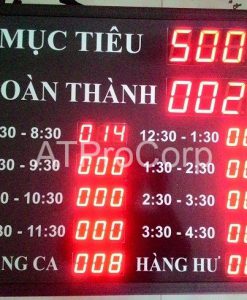 MỤC TIÊU 500
OÀN THÀNH 002
30 - 8:30 014 12:30 - 1:30 00
30 - 9:30 000 1:30 - 2:30
0 - 10:30 000 2:30 - 3:30 00
30 - 11:30 000 3:30 - 4:30 00
NG CA 008 HÀNG HƯ 00
ATProCorp